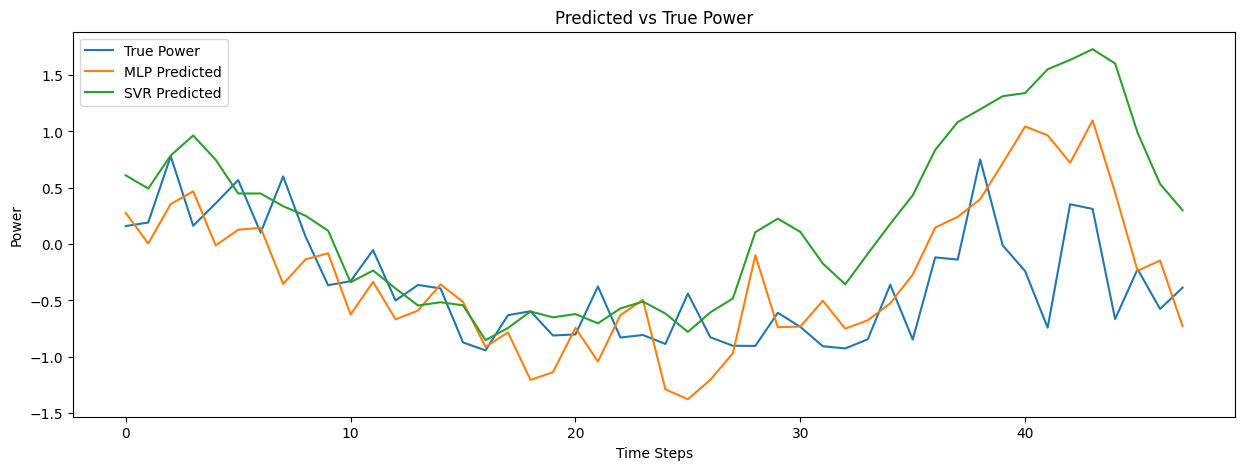 Predicted vs True Power
True Power
MLP Predicted
SVR Predicted
Power
1.5
1.0
0.5
0.0
−0.5
−1.0
−1.5
0 10 20 30 40
Time Steps